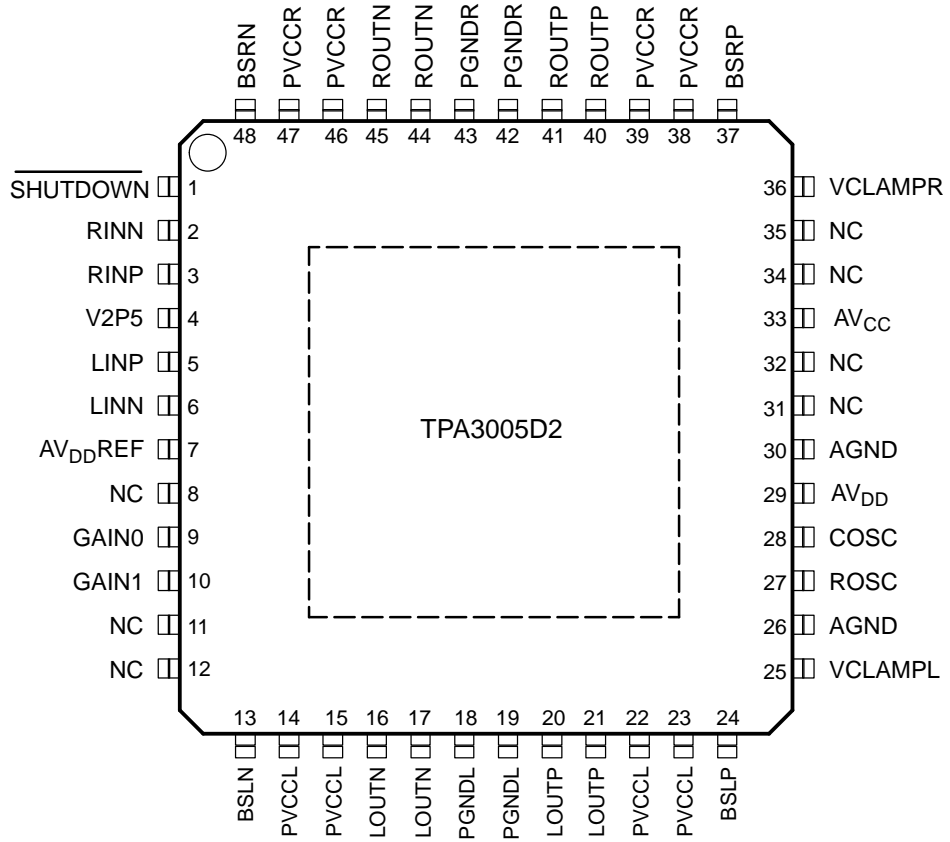 BSRN
PVCCR
PVCCR
ROUTN
ROUTN
PGNDR
PGNDR
ROUTP
ROUTP
PVCCR
PVCCR
BSRP
48 47 46 45 44 43 42 41 40 39 38 37
SHUTDOWN 1
RINN 2
RINP 3
V2P5 4
LINP 5
LINN 6
AVDDREF 7
NC 8
GAIN0 9
GAIN1 10
NC 11
NC 12
TPA3005D2
36 VCLAMPR
35 NC
34 NC
33 AVCC
32 NC
31 NC
30 AGND
29 AVDD
28 COSC
27 ROSC
26 AGND
25 VCLAMPL
13 14 15 16 17 18 19 20 21 22 23 24
BSLN
PVCCL
PVCCL
LOUTN
LOUTN
PGNDL
PGNDL
LOUTP
LOUTP
PVCCL
PVCCL
BSLP